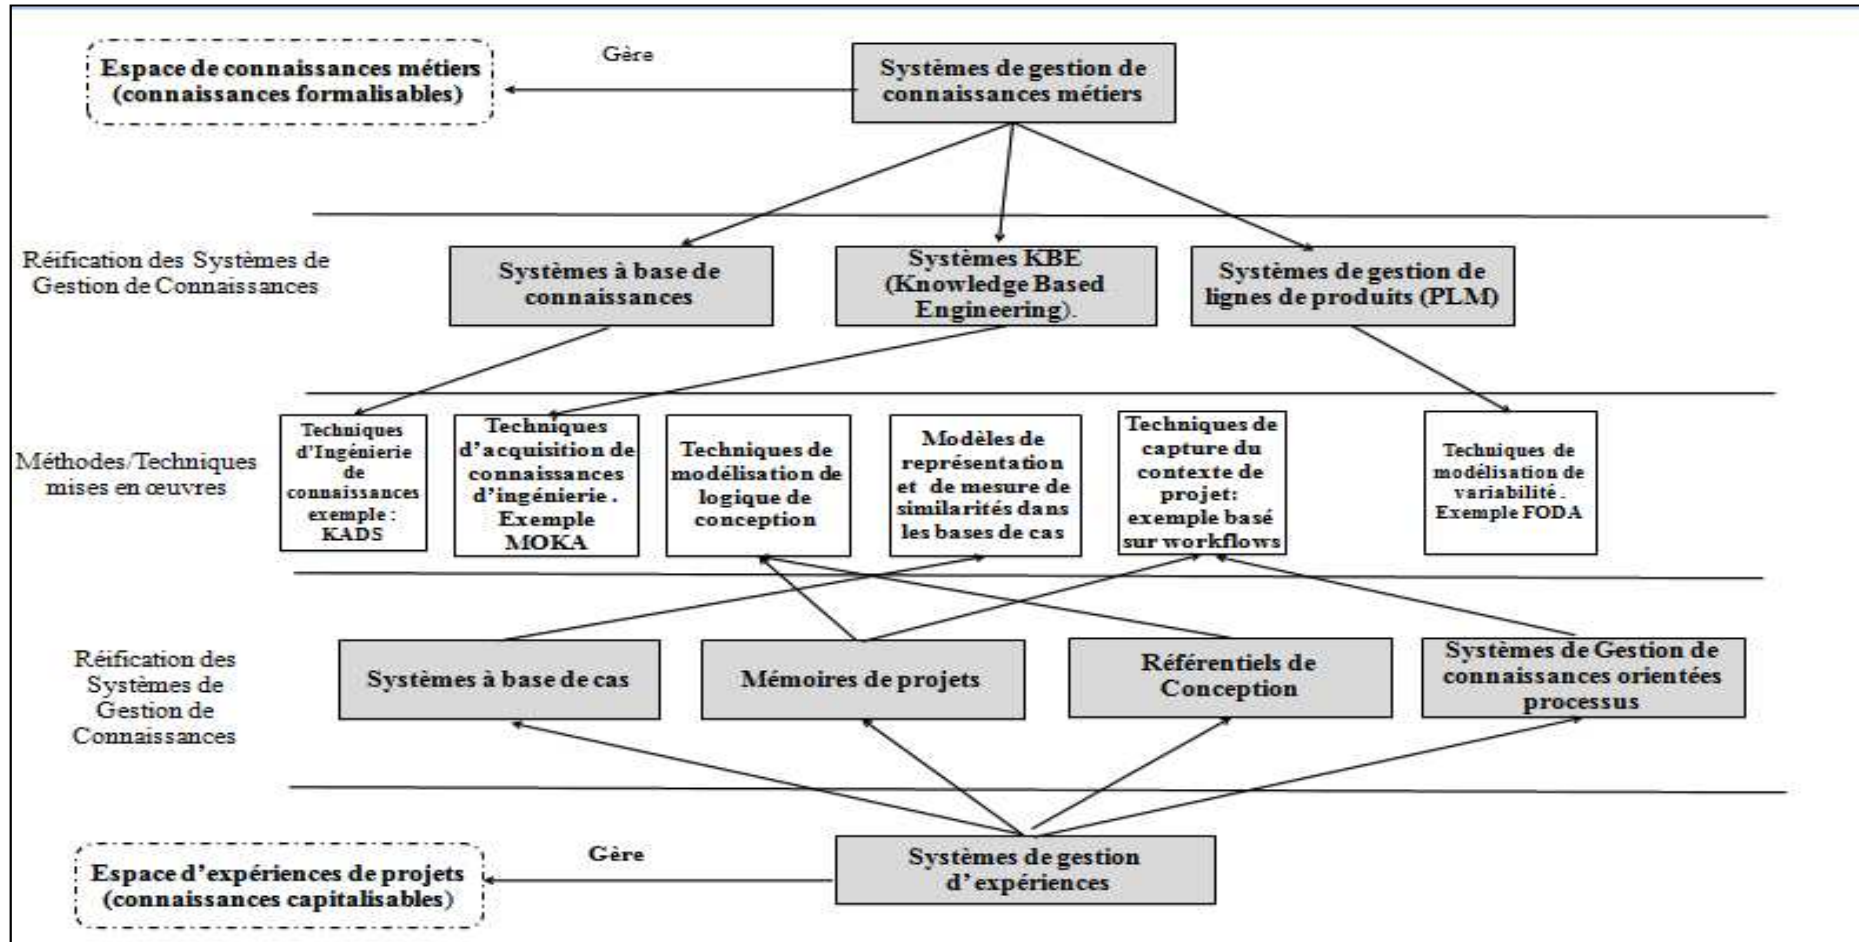 Espace de connaissances métiers
(connaissances formalisables)
Gère
Systèmes de gestion de
connaissances métiers
Réification des Systèmes de
Gestion de Connaissances
Systèmes à base de
connaissances
Systèmes KBE
(Knowledge Based
Engineering).
Systèmes de gestion de
lignes de produits (PLM)
Méthodes/Techniques
mises en œuvres
Techniques
d'Ingénierie
de
connaissances
exemple :
KADS
Techniques
d'acquisition de
connaissances
d'ingénierie .
Exemple
MOKA
Techniques de
modélisation de
logique de
conception
Modèles de
représentation
et de mesure de
similarités dans
les bases de cas
Techniques de
capture du
contexte de
projet:
exemple basé
sur workflows
Techniques de
modélisation de
variabilité .
Exemple FODA
Réification des
Systèmes de
Gestion de
Connaissances
Systèmes à base de cas
Mémoires de projets
Référentiels de
Conception
Systèmes de Gestion de
connaissances orientées
processus
Espace d'expériences de projets
(connaissances capitalisables)
Gère
Systèmes de gestion
d'expériences